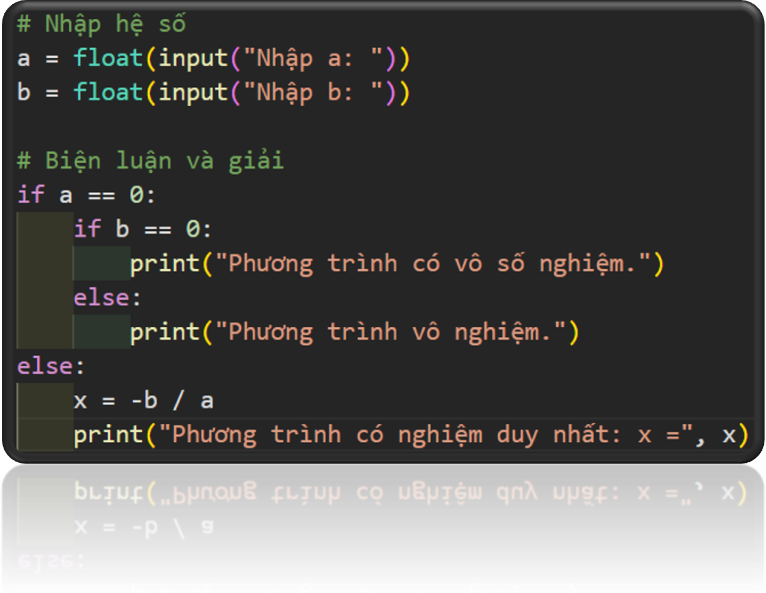 # Nhập hệ số
a = float(input("Nhập a: "))
b = float(input("Nhập b: "))
# Biện luận và giải
if a == 0:
    if b == 0:
        print("Phương trình có vô số nghiệm.")
    else:
        print("Phương trình vô nghiệm.")
else:
    x = -b / a
    print("Phương trình có nghiệm duy nhất: x =", x)